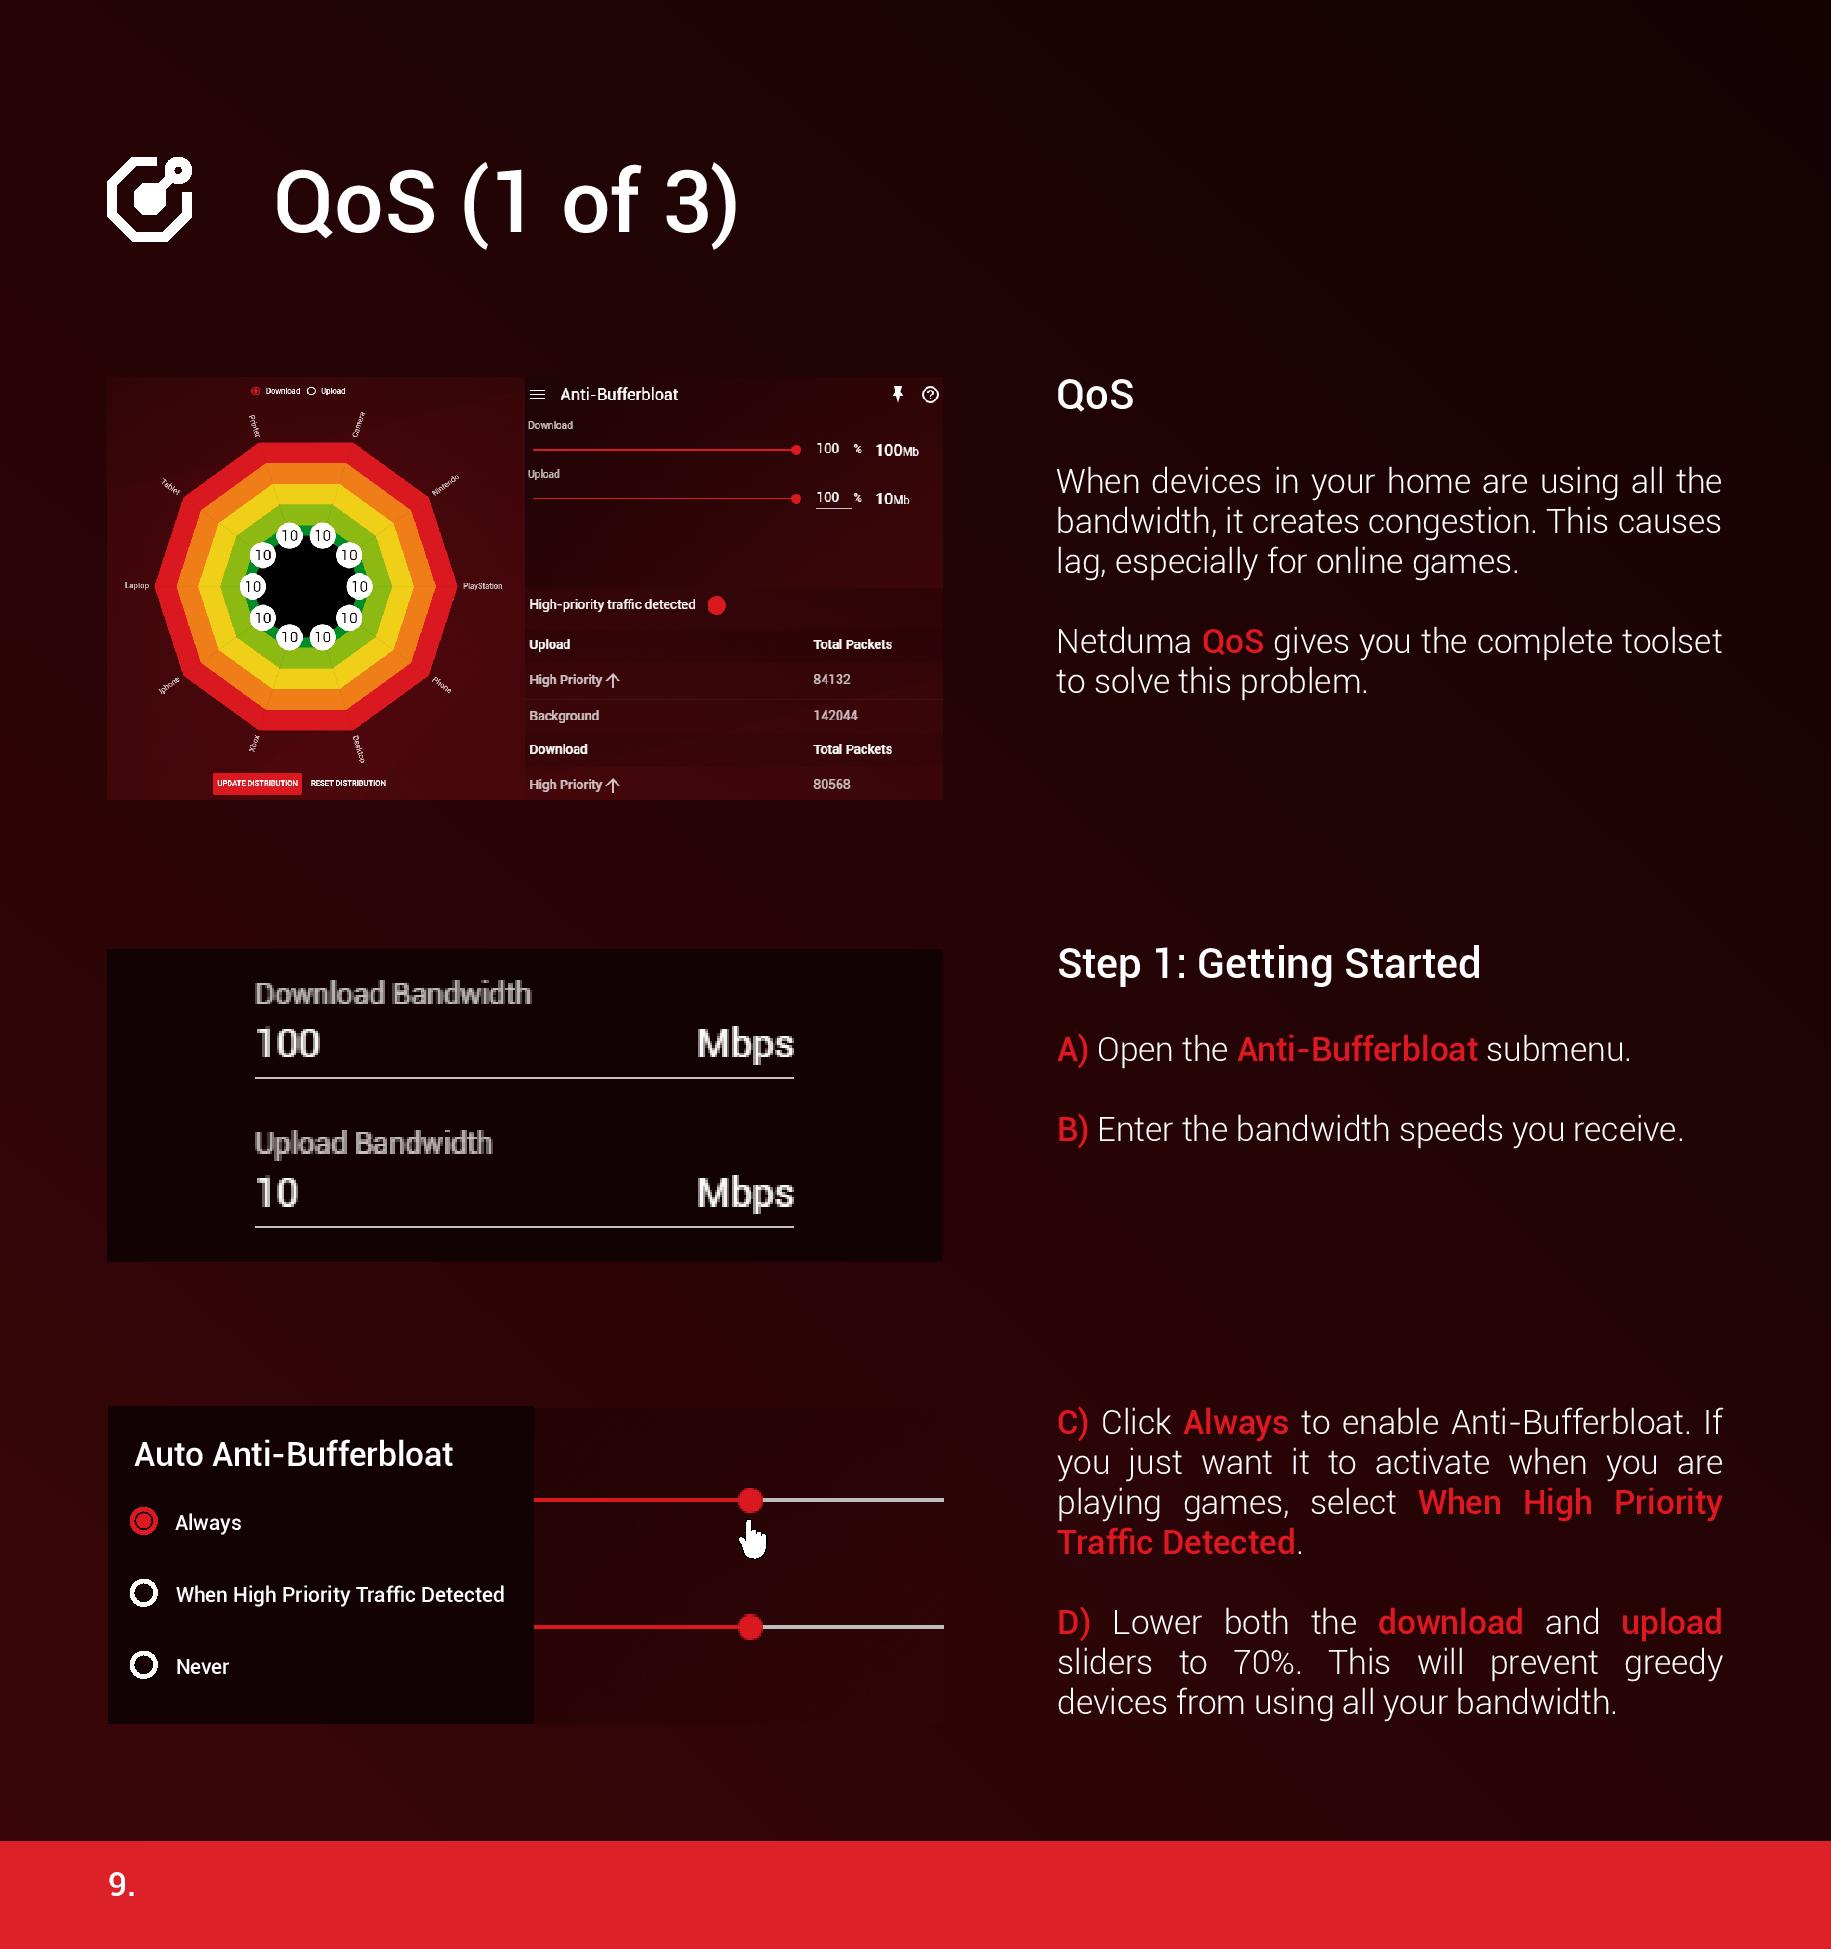 QoS (1 of 3)
Download Upload
Printer
Camera
Tablet
Nintendo
Laptop
PlayStation
Iphone
Phone
Xbox
Desktop
10 10
10 10
10 10
10 10
10 10
UPDATE DISTRIBUTION RESET DISTRIBUTION
Anti-Bufferbloat
Download
100 % 100Mb
Upload
100 % 10Mb
High-priority traffic detected
Upload Total Packets
High Priority 84132
Background 142044
Download Total Packets
High Priority 80568
QoS
When devices in your home are using all the
bandwidth, it creates congestion. This causes
lag, especially for online games.
Netduma QoS gives you the complete toolset
to solve this problem.
Download Bandwidth
100 Mbps
Upload Bandwidth
10 Mbps
Step 1: Getting Started
A) Open the Anti-Bufferbloat submenu.
B) Enter the bandwidth speeds you receive.
Auto Anti-Bufferbloat
Always
When High Priority Traffic Detected
Never
C) Click Always to enable Anti-Bufferbloat. If
you just want it to activate when you are
playing games, select When High Priority
Traffic Detected.
D) Lower both the download and upload
sliders to 70%. This will prevent greedy
devices from using all your bandwidth.
9.